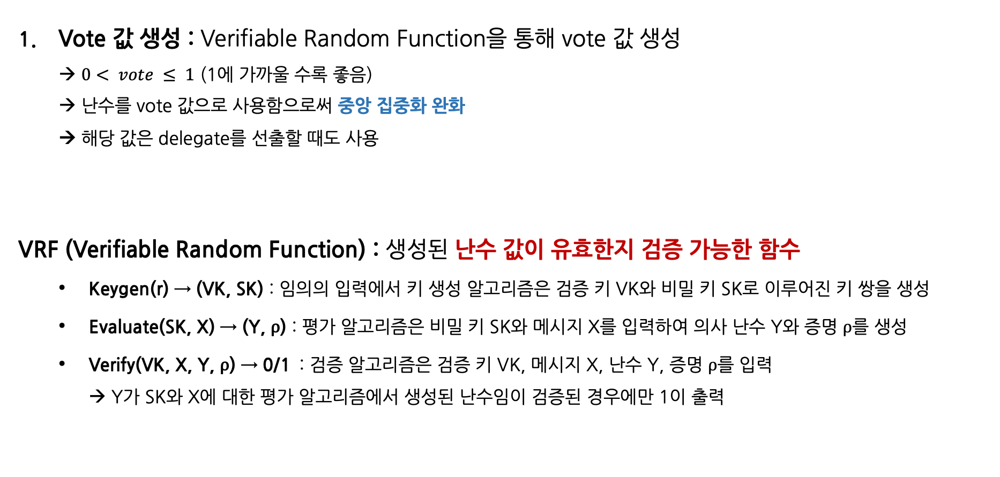 1. Vote 값 생성 : Verifiable Random Function을 통해 vote 값 생성
→ 0 < vote ≤ 1 (1에 가까울 수록 좋음)
→ 난수를 vote 값으로 사용함으로써 중앙 집중화 완화
→ 해당 값은 delegate를 선출할 때도 사용
VRF (Verifiable Random Function) : 생성된 난수 값이 유효한지 검증 가능한 함수
• Keygen(r) → (VK, SK) : 임의의 입력에서 키 생성 알고리즘은 검증 키 VK와 비밀 키 SK로 이루어진 키 쌍을 생성
• Evaluate(SK, X) → (Y, ρ) : 평가 알고리즘은 비밀 키 SK와 메시지 X를 입력하여 의사 난수 Y와 증명 ρ를 생성
• Verify(VK, X, Y, ρ) → 0/1 : 검증 알고리즘은 검증 키 VK, 메시지 X, 난수 Y, 증명 ρ를 입력
→ Y가 SK와 X에 대한 평가 알고리즘에서 생성된 난수임이 검증된 경우에만 1이 출력